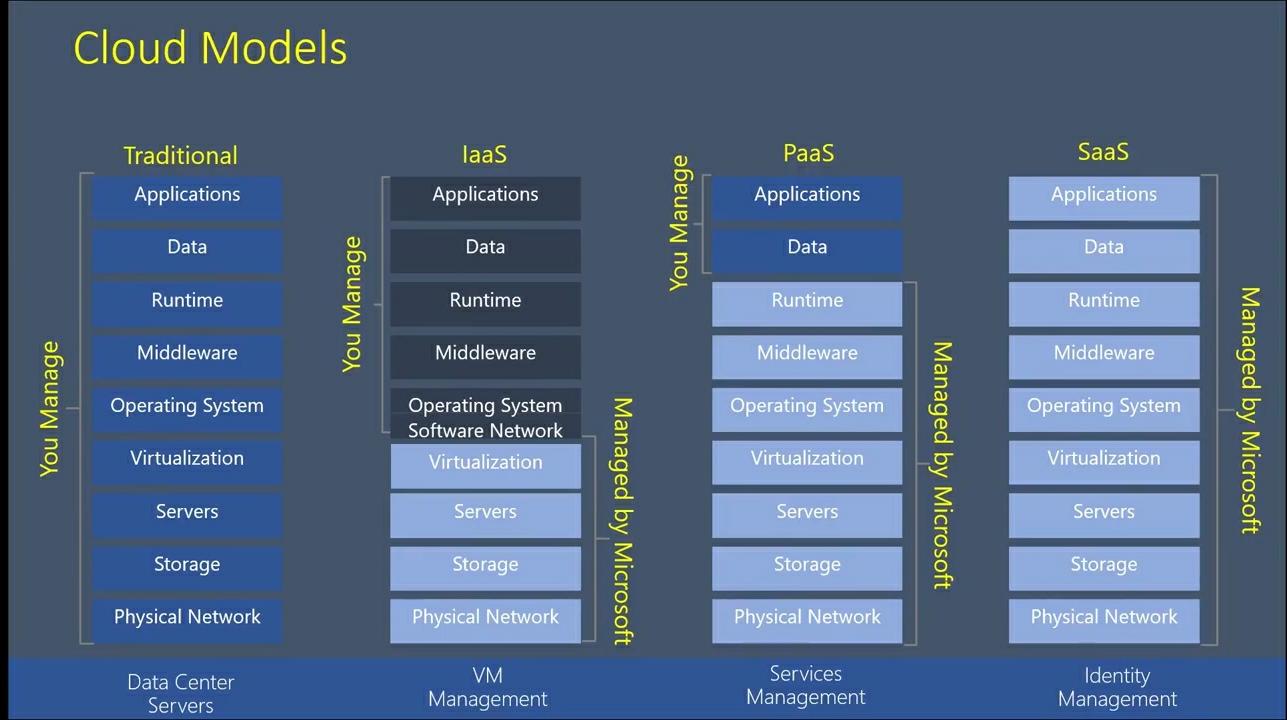 Cloud Models
Traditional
You Manage
Applications
Data
Runtime
Middleware
Operating System
Virtualization
Servers
Storage
Physical Network
Data Center
Servers
IaaS
You Manage
Applications
Data
Runtime
Middleware
Operating System
Software Network
Virtualization
Servers
Storage
Physical Network
Managed by Microsoft
VM
Management
PaaS
You Manage
Applications
Data
Runtime
Middleware
Operating System
Virtualization
Servers
Storage
Physical Network
Managed by Microsoft
Services
Management
SaaS
Applications
Data
Runtime
Middleware
Operating System
Virtualization
Servers
Storage
Physical Network
Managed by Microsoft
Identity
Management